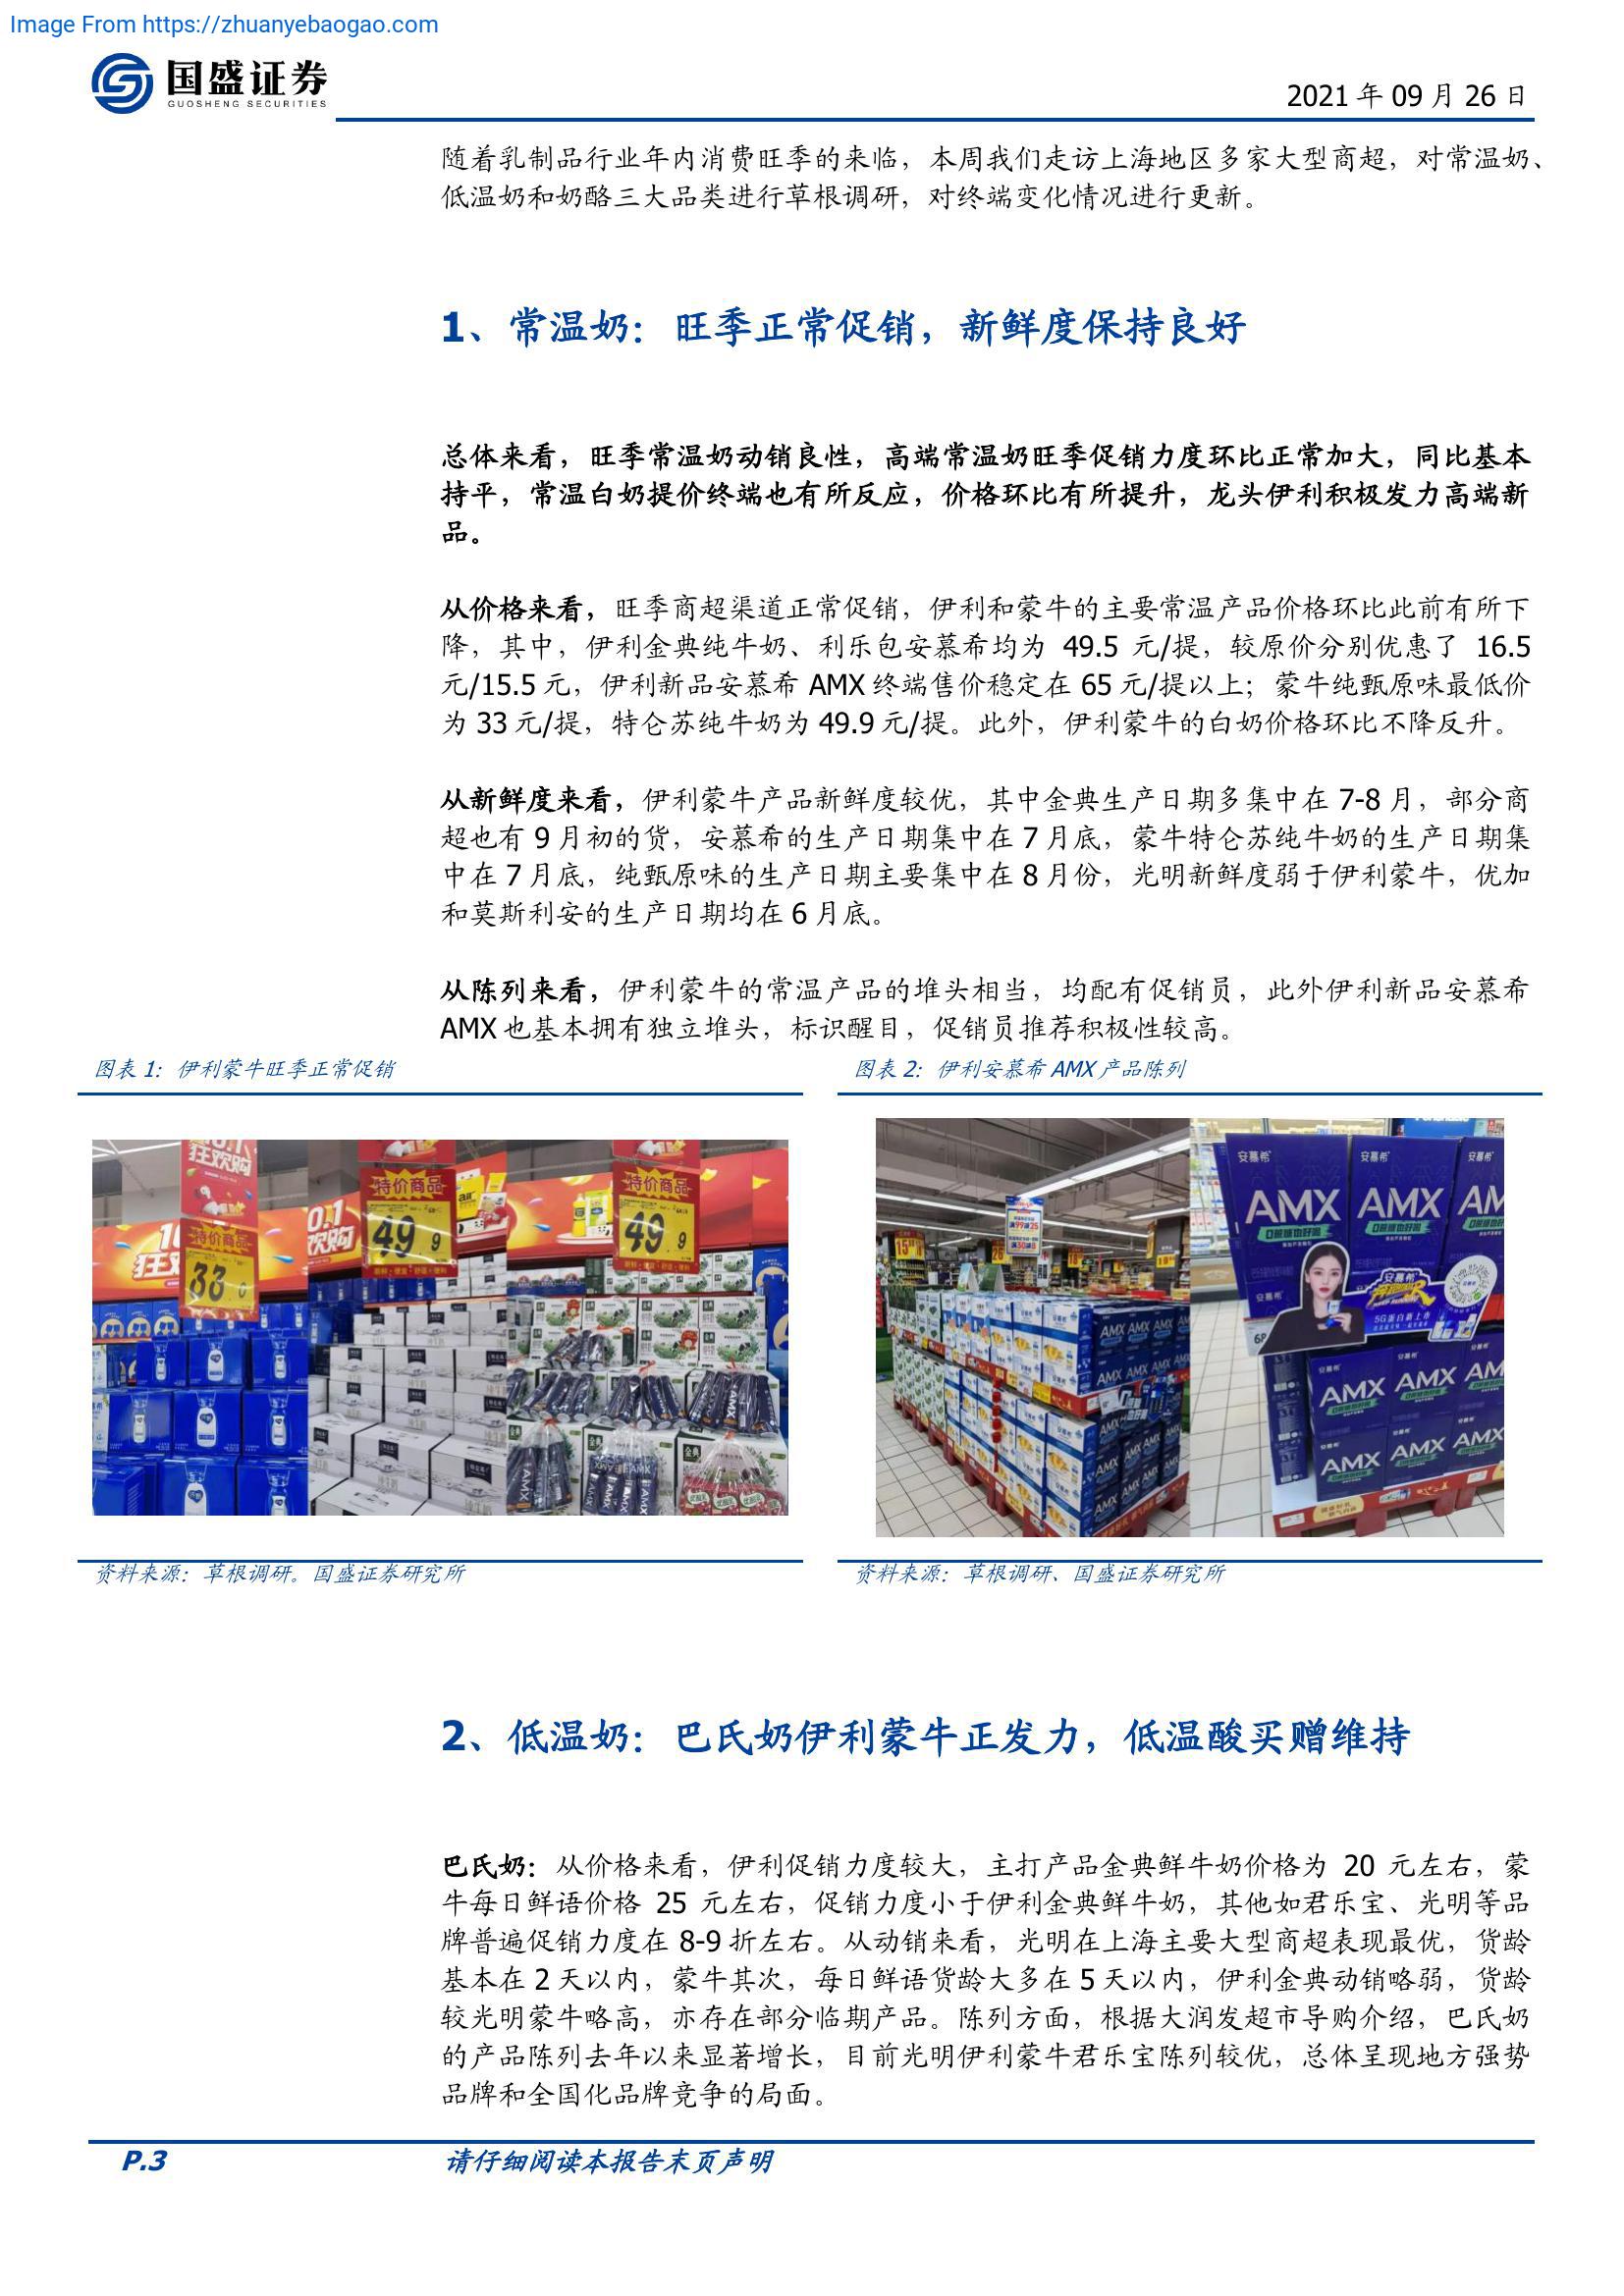 Image From https://zhuanyebaogao.com
国盛证券
GUOSHENG SECURITIES
2021 年 09 月 26 日
随着乳制品行业年内消费旺季的来临，本周我们走访上海地区多家大型商超，对常温奶、
低温奶和奶酪三大品类进行草根调研，对终端变化情况进行更新。
1、常温奶：旺季正常促销，新鲜度保持良好
总体来看，旺季常温奶动销良性，高端常温奶旺季促销力度环比正常加大，同比基本
持平，常温白奶提价终端也有所反应，价格环比有所提升，龙头伊利积极发力高端新
品。
从价格来看，旺季商超渠道正常促销，伊利和蒙牛的主要常温产品价格环比此前有所下
降，其中，伊利金典纯牛奶、利乐包安慕希均为 49.5 元/提，较原价分别优惠了 16.5
元/15.5 元，伊利新品安慕希 AMX 终端售价稳定在 65 元/提以上；蒙牛纯甄原味最低价
为 33 元/提，特仑苏纯牛奶为 49.9 元/提。此外，伊利蒙牛的白奶价格环比不降反升。
从新鲜度来看，伊利蒙牛产品新鲜度较优，其中金典生产日期多集中在 7-8 月，部分商
超也有 9 月初的货，安慕希的生产日期集中在 7 月底，蒙牛特仑苏纯牛奶的生产日期集
中在 7 月底，纯甄原味的生产日期主要集中在 8 月份，光明新鲜度弱于伊利蒙牛，优加
和莫斯利安的生产日期均在 6 月底。
从陈列来看，伊利蒙牛的常温产品的堆头相当，均配有促销员，此外伊利新品安慕希
AMX 也基本拥有独立堆头，标识醒目，促销员推荐积极性较高。
图表 1：伊利蒙牛旺季正常促销
图表 2：伊利安慕希 AMX 产品陈列
狂欢购
特价商品
33
特价商品
49 9
特价商品
49 9
安慕希
AMX
安慕希
AMX
AMX
AMX
AMX
AMX
资料来源：草根调研。国盛证券研究所
资料来源：草根调研、国盛证券研究所
2、低温奶：巴氏奶伊利蒙牛正发力，低温酸买赠维持
巴氏奶：从价格来看，伊利促销力度较大，主打产品金典鲜牛奶价格为 20 元左右，蒙
牛每日鲜语价格 25 元左右，促销力度小于伊利金典鲜牛奶，其他如君乐宝、光明等品
牌普遍促销力度在 8-9 折左右。从动销来看，光明在上海主要大型商超表现最优，货龄
基本在 2 天以内，蒙牛其次，每日鲜语货龄大多在 5 天以内，伊利金典动销略弱，货龄
较光明蒙牛略高，亦存在部分临期产品。陈列方面，根据大润发超市导购介绍，巴氏奶
的产品陈列去年以来显著增长，目前光明伊利蒙牛君乐宝陈列较优，总体呈现地方强势
品牌和全国化品牌竞争的局面。
P.3
请仔细阅读本报告末页声明